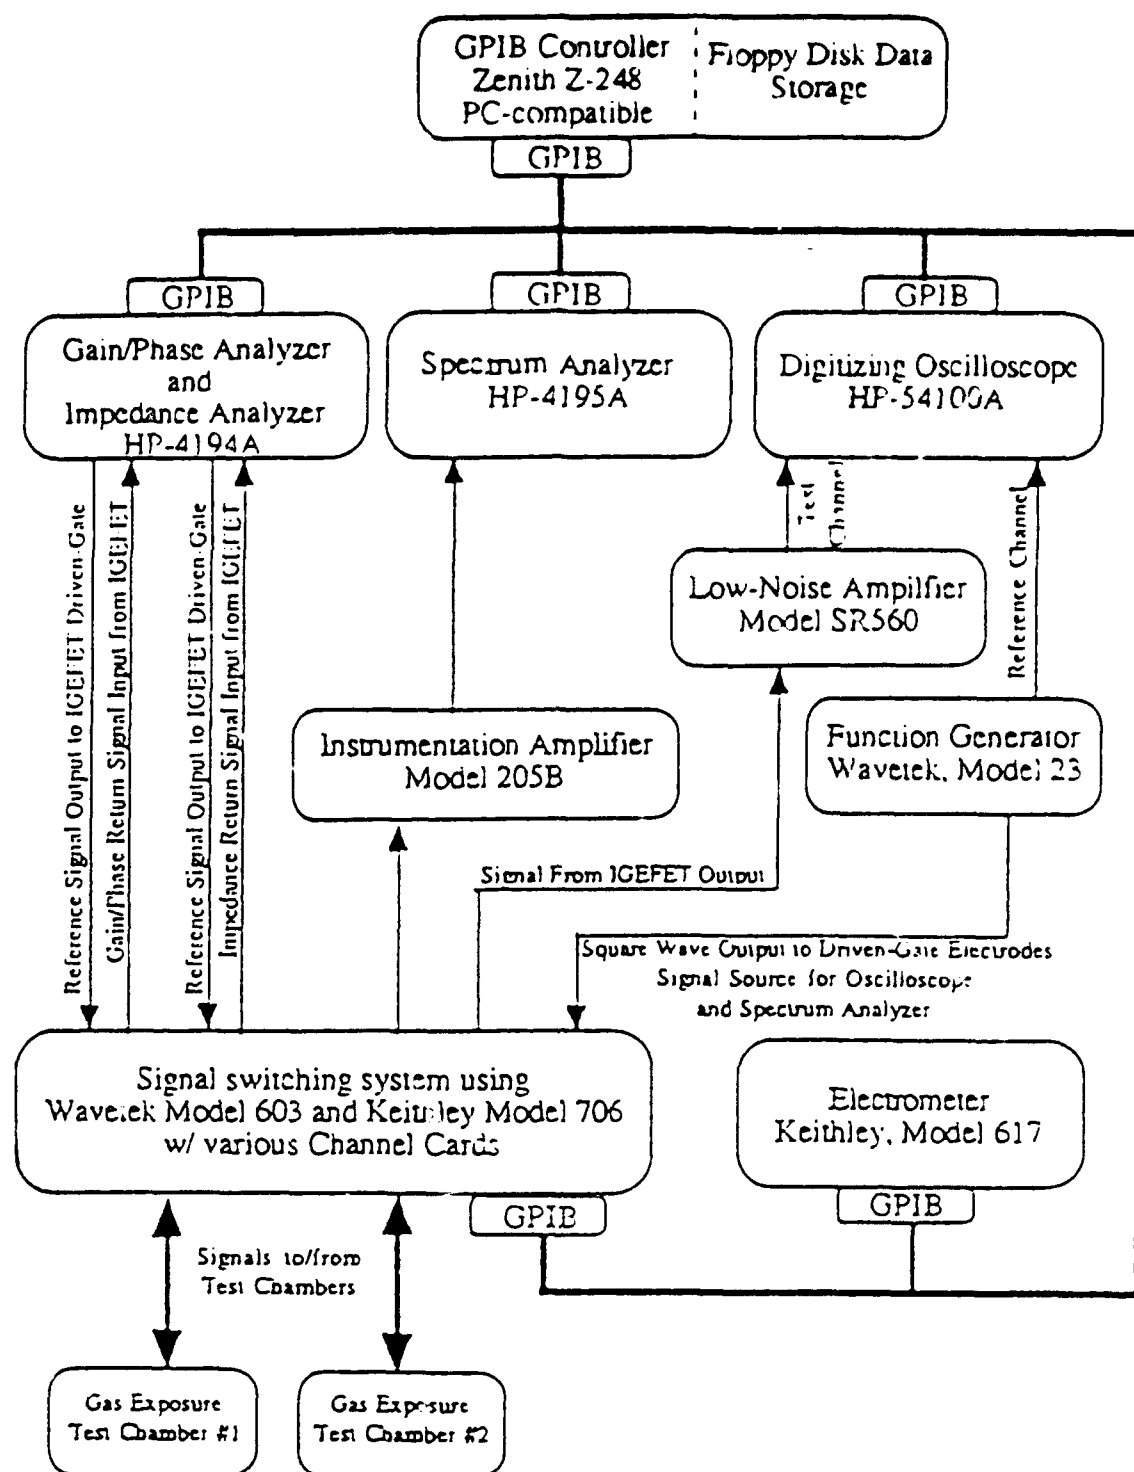 GPIB Controller
Zenith Z-248
PC-compatible
Floppy Disk Data
Storage
GPIB
GPIB
GPIB
GPIB
Gain/Phase Analyzer
and
Impedance Analyzer
HP-4194A
Spectrum Analyzer
HP-4195A
Digitizing Oscilloscope
HP-54100A
Reference Signal Output to IGEFET Driven-Gate
Gain/Phase Return Signal Input from IGEFET
Reference Signal Output to IGEFET Driven-Gate
Impedance Return Signal Input from IGEFET
Test
Channel
Reference Channel
Low-Noise Ampilfier
Model SR560
Instrumentation Amplifier
Model 205B
Function Generator
Wavetek, Model 23
Signal From IGEFET Output
Square Wave Output to Driven-Gate Electrodes
Signal Source for Oscilloscope
and Spectrum Analyzer
Signal switching system using
Wavetek Model 603 and Keithley Model 706
w/ various Channel Cards
GPIB
Electrometer
Keithley, Model 617
GPIB
Signals to/from
Test Chambers
Gas Exposure
Test Chamber #1
Gas Exposure
Test Chamber #2